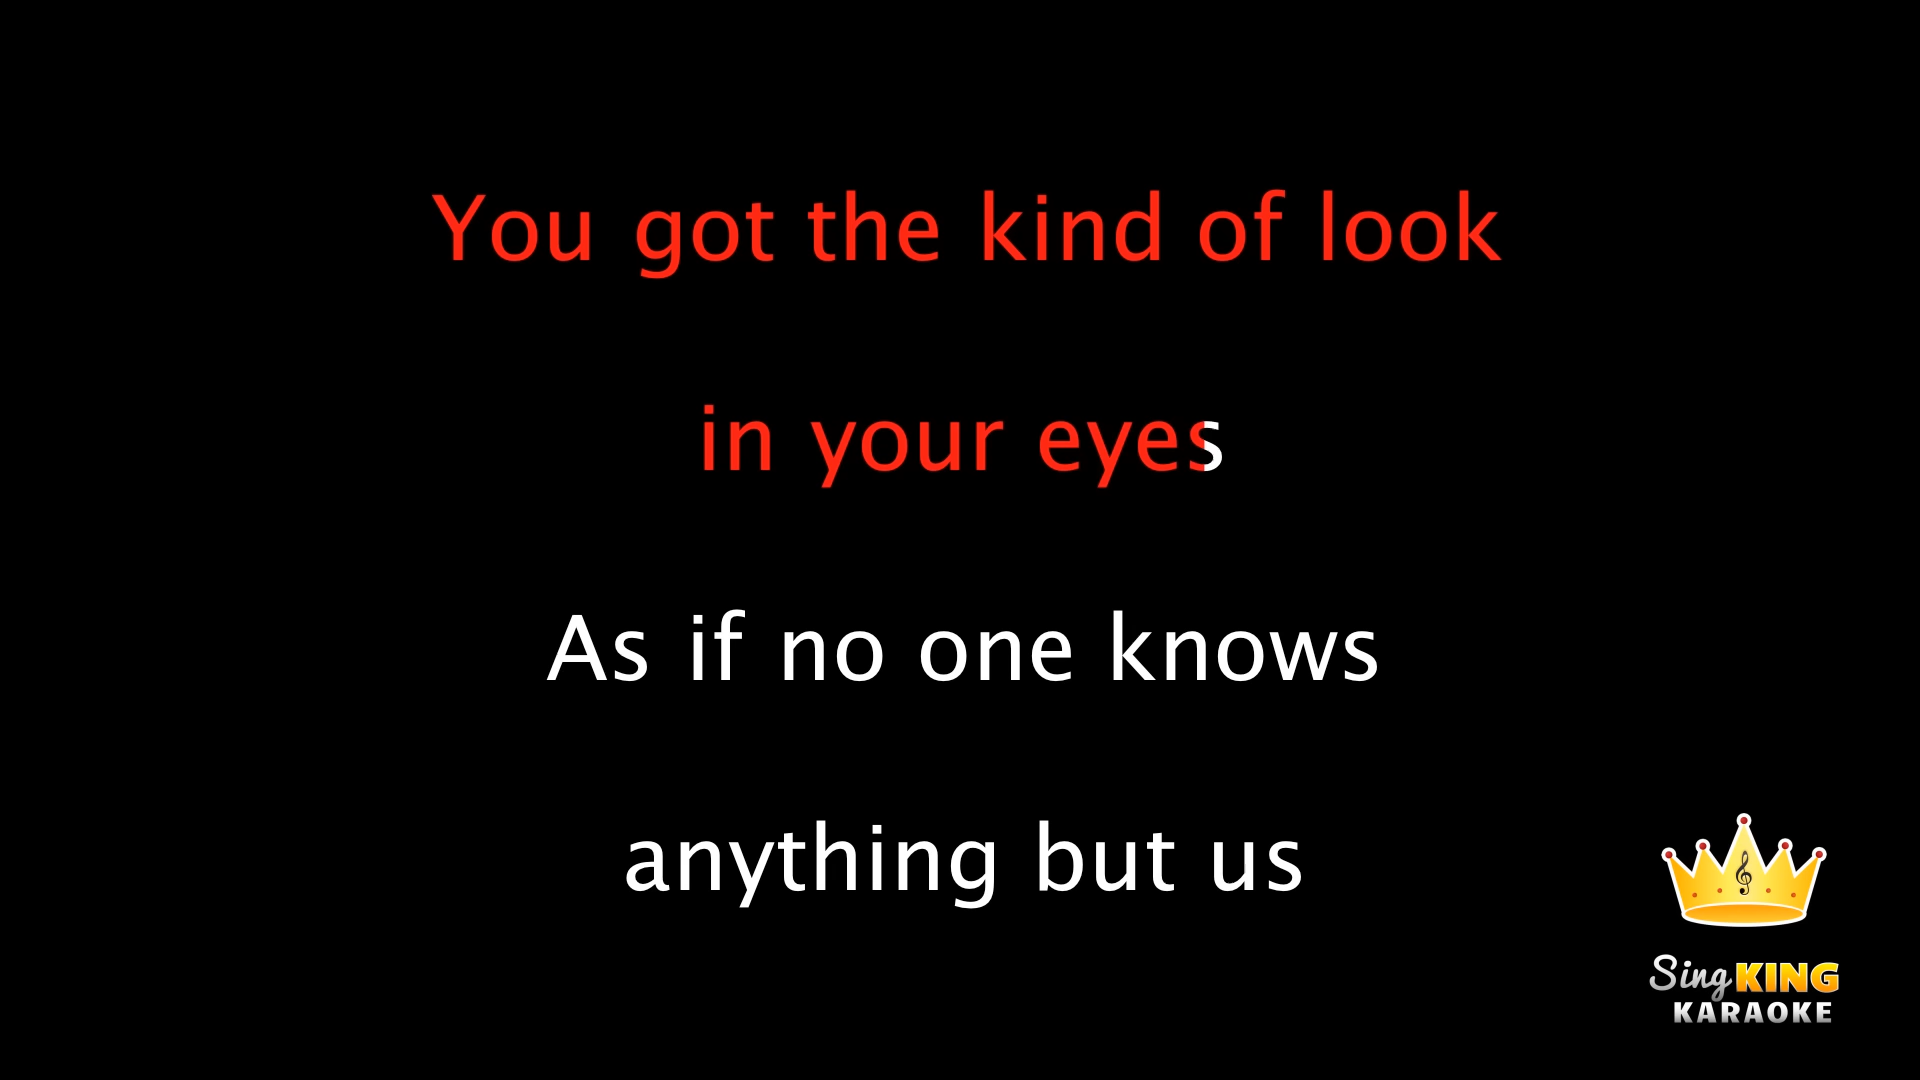 You got the kind of look
in your eyes
As if no one knows
anything but us
Sing KING
KARAOKE